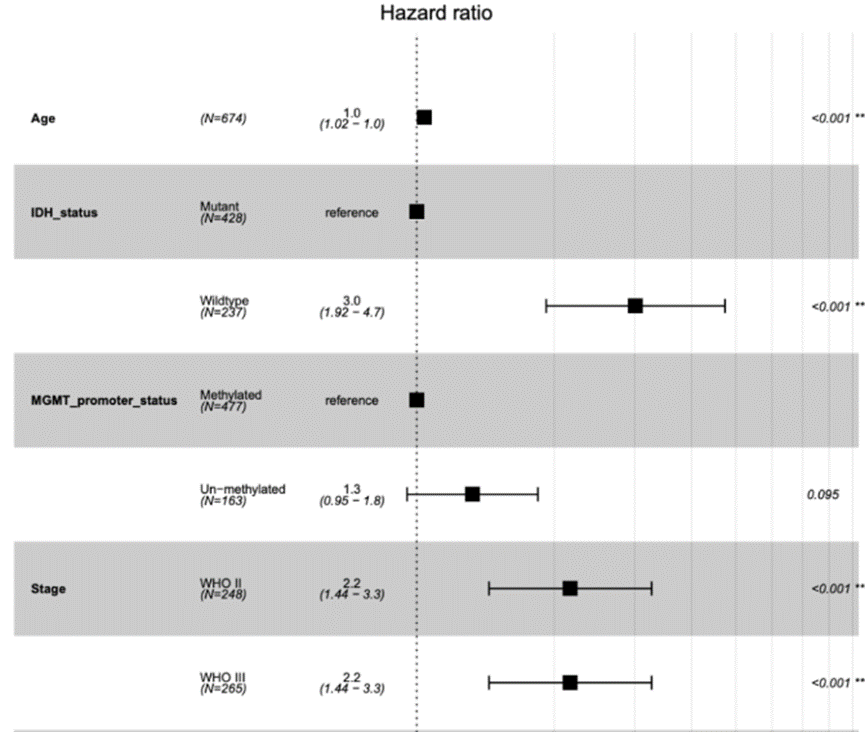 Hazard ratio
Age (N=674) 1.0 <0.001 **
(1.02 − 1.0)
IDH_status Mutant reference
(N=428)
Wildtype 3.0 <0.001 **
(N=237) (1.92 − 4.7)
MGMT_promoter_status Methylated reference
(N=477)
Un−methylated 1.3 0.095
(N=163) (0.95 − 1.8)
Stage WHO II 2.2 <0.001 **
(N=248) (1.44 − 3.3)
WHO III 2.2 <0.001 **
(N=265) (1.44 − 3.3)